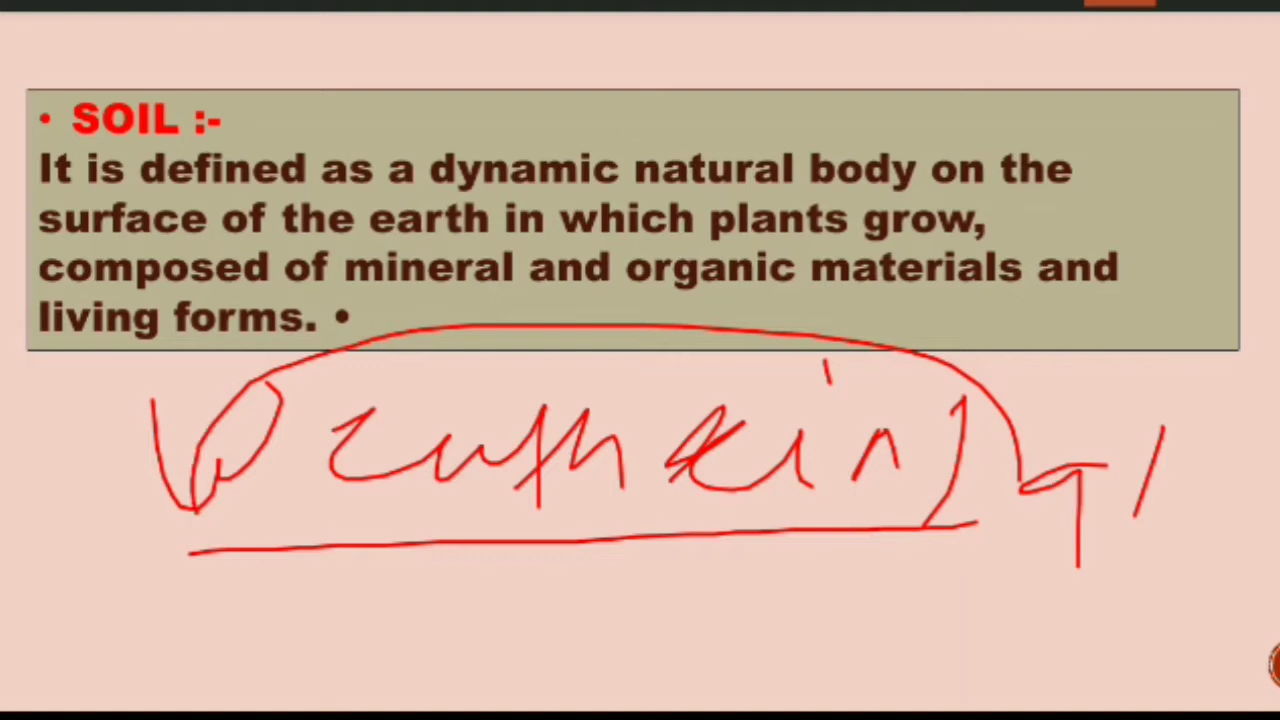 • SOIL :-
It is defined as a dynamic natural body on the
surface of the earth in which plants grow,
composed of mineral and organic materials and
living forms. •